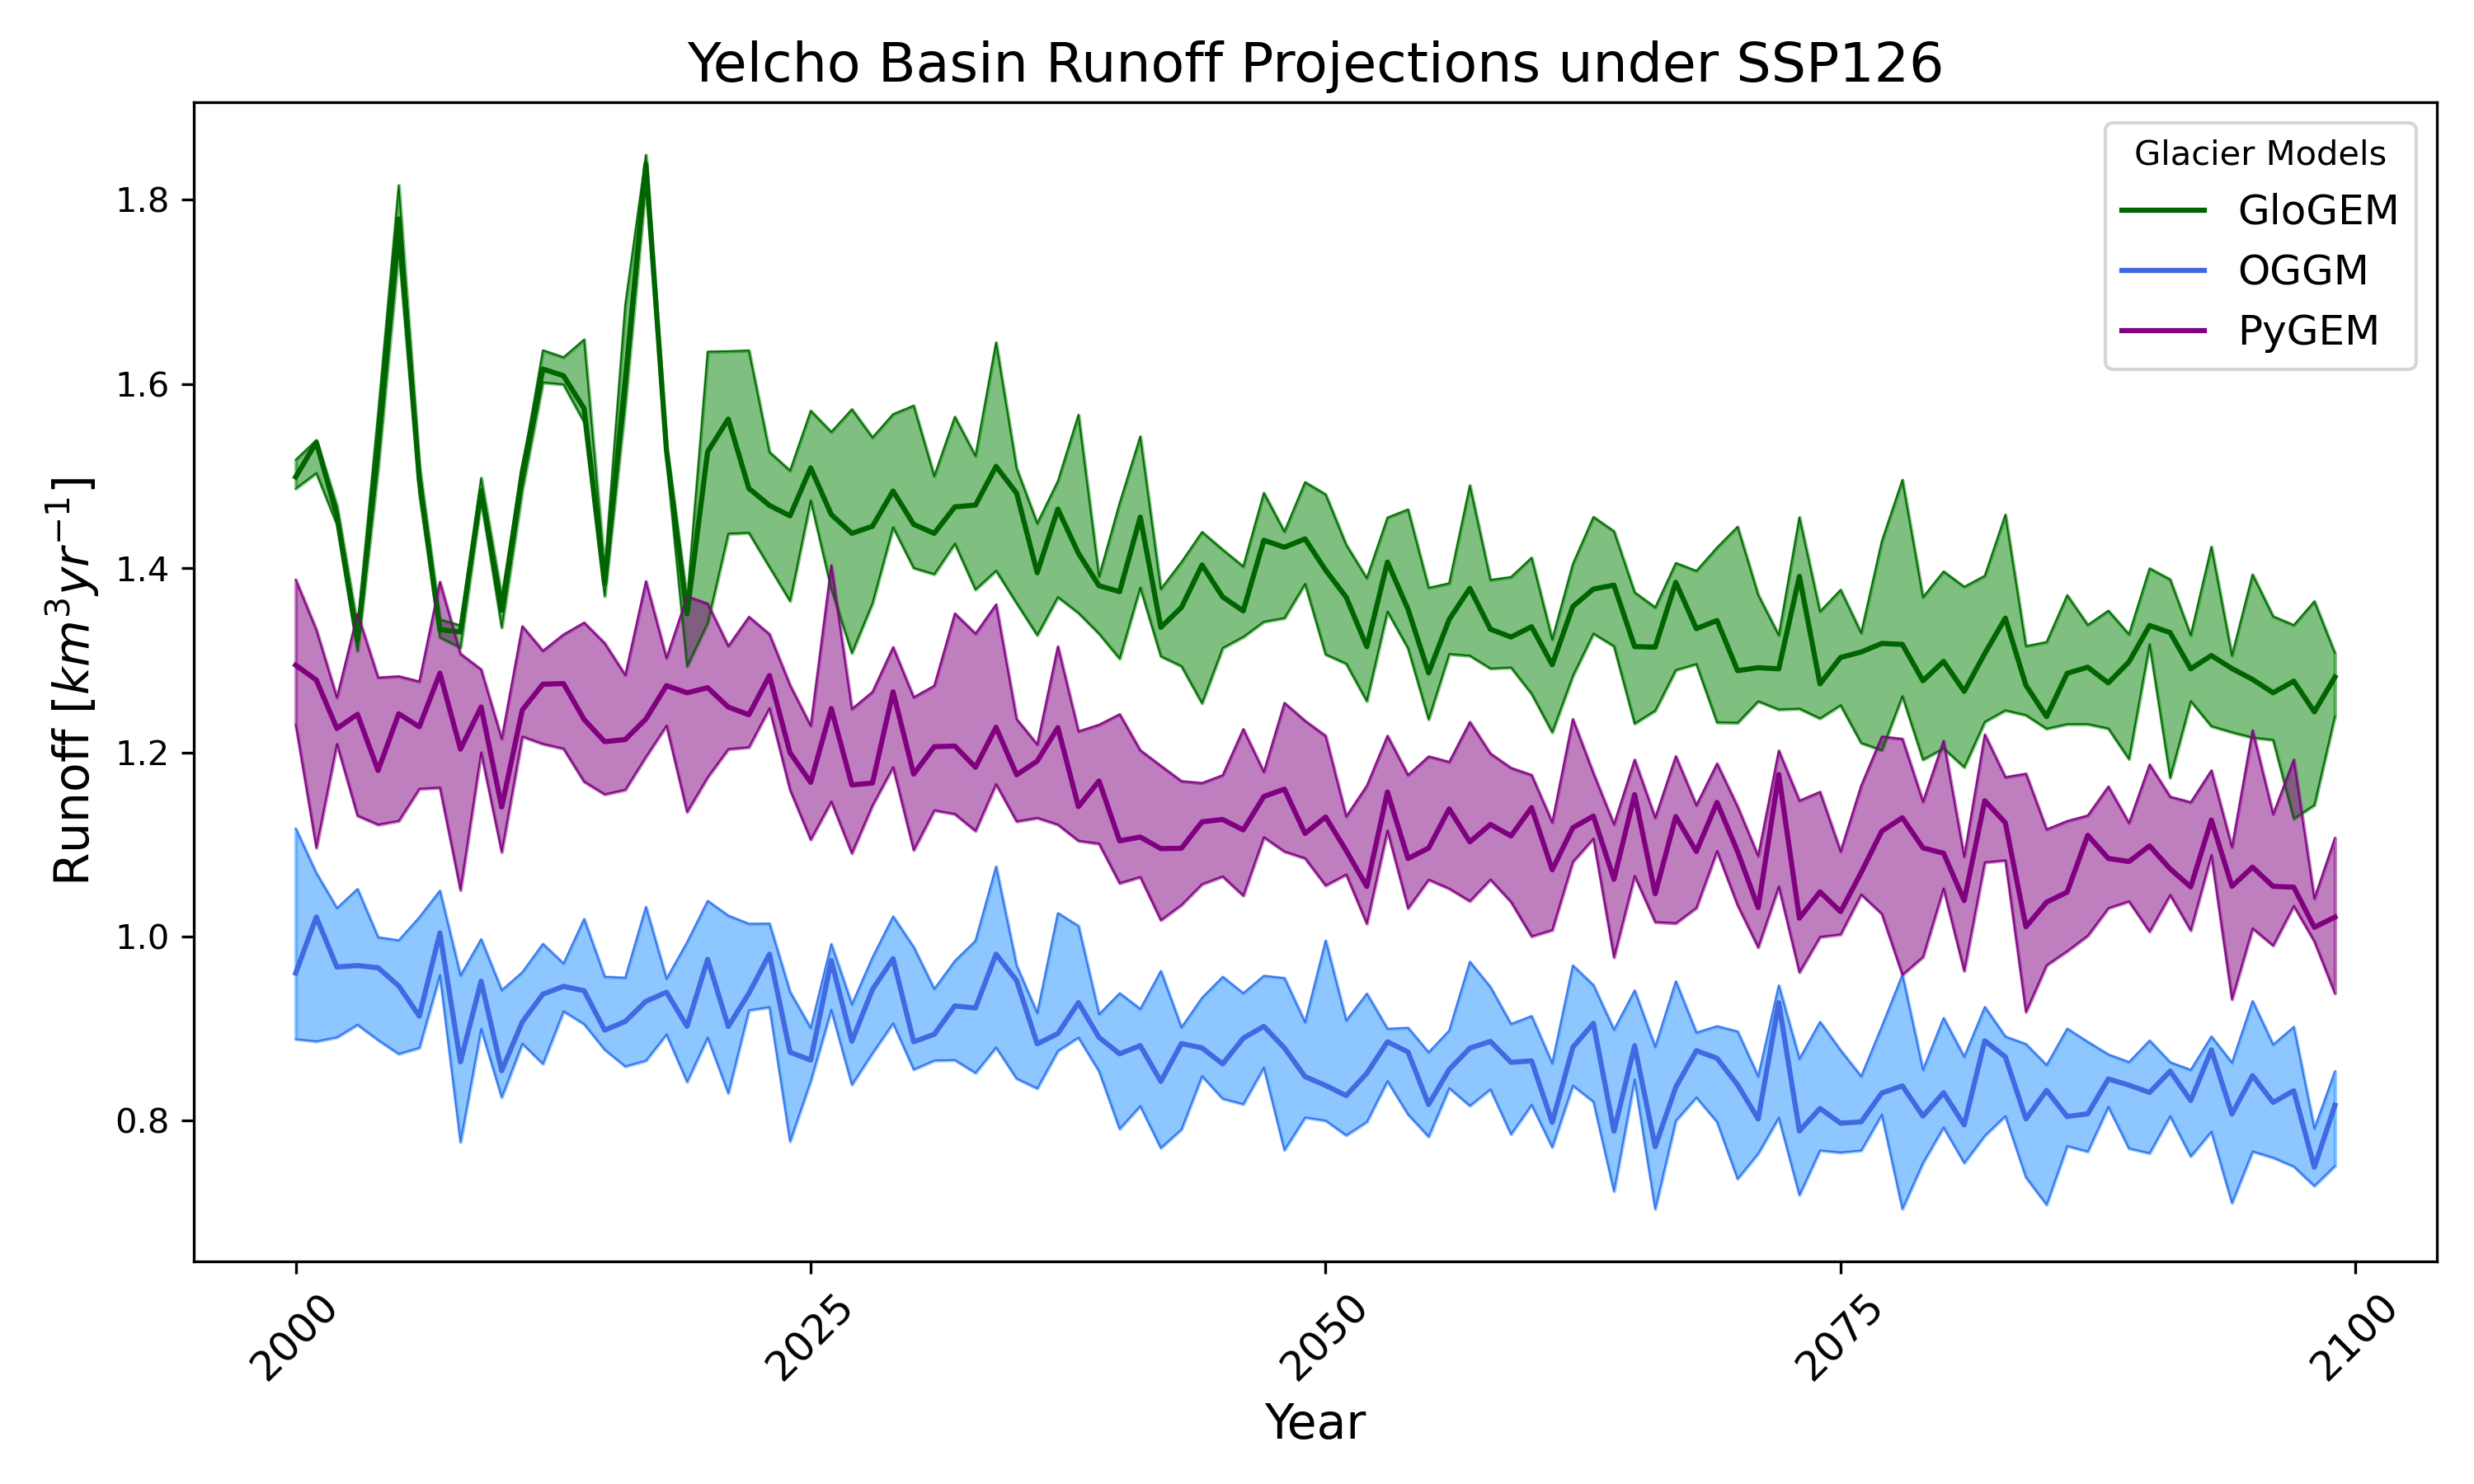 Yelcho Basin Runoff Projections under SSP126
Glacier Models
GloGEM
OGGM
PyGEM
Runoff [km³yr⁻¹]
1.8
1.6
1.4
1.2
1.0
0.8
2000
2025
2050
2075
2100
Year